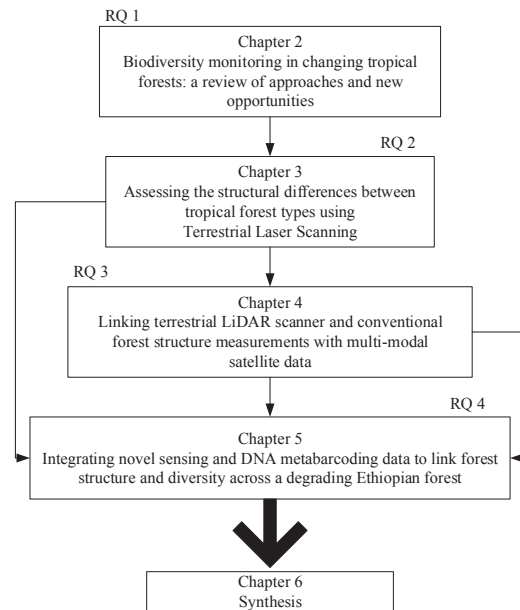 RQ 1
Chapter 2
Biodiversity monitoring in changing tropical
forests: a review of approaches and new
opportunities
RQ 2
Chapter 3
Assessing the structural differences between
tropical forest types using
Terrestrial Laser Scanning
RQ 3
Chapter 4
Linking terrestrial LiDAR scanner and conventional
forest structure measurements with multi-modal
satellite data
RQ 4
Chapter 5
Integrating novel sensing and DNA metabarcoding data to link forest
structure and diversity across a degrading Ethiopian forest
Chapter 6
Synthesis